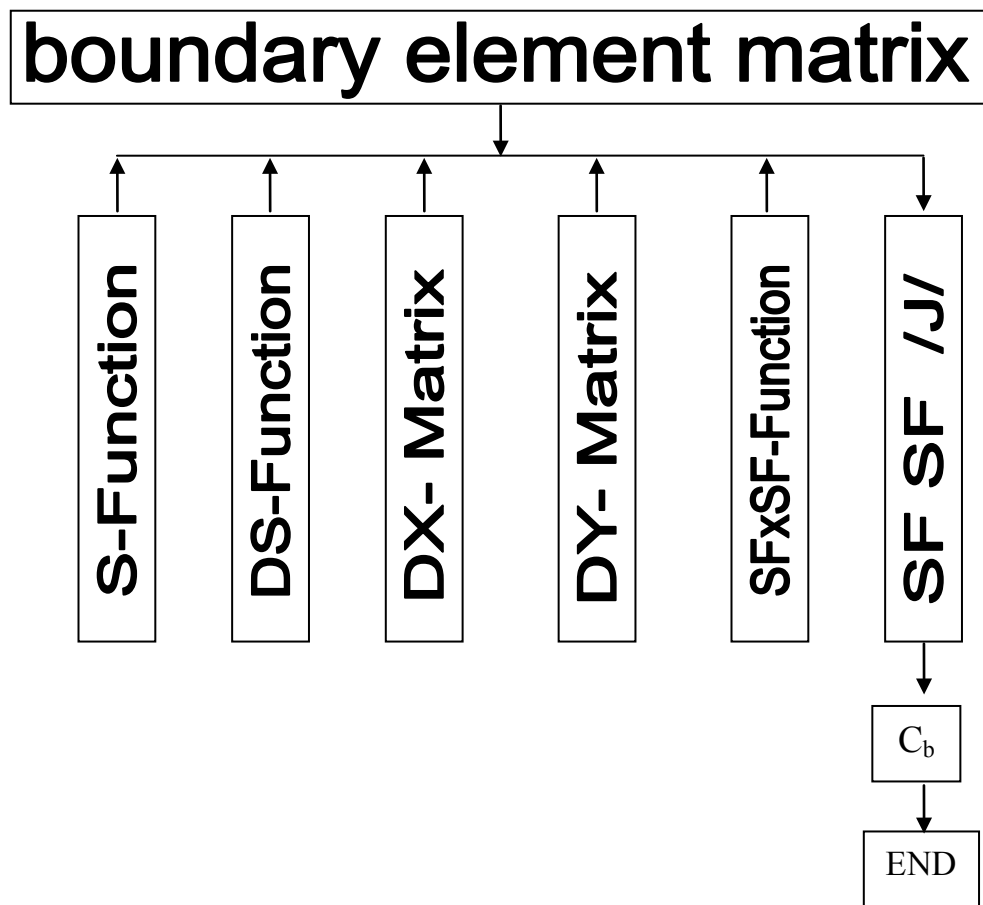 boundary element matrix
S-Function
DS-Function
DX- Matrix
DY- Matrix
SFxSF-Function
SF SF /J/
C_b
END